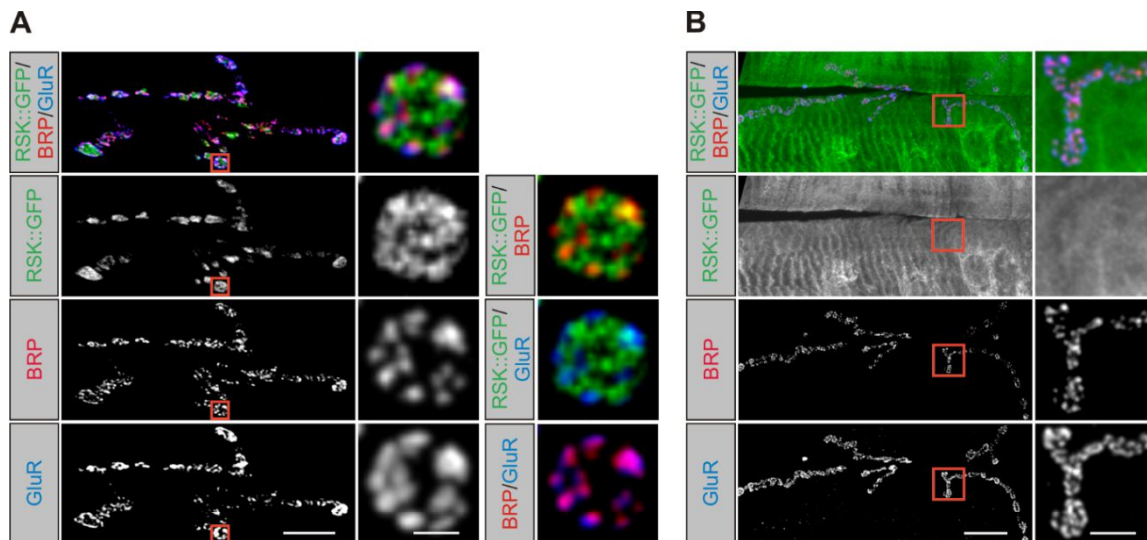 A
RSK::GFP/
BRP/GluR
RSK::GFP
BRP
GluR
RSK::GFP/
BRP
RSK::GFP/
GluR
BRP/GluR
B
RSK::GFP/
BRP/GluR
RSK::GFP
BRP
GluR